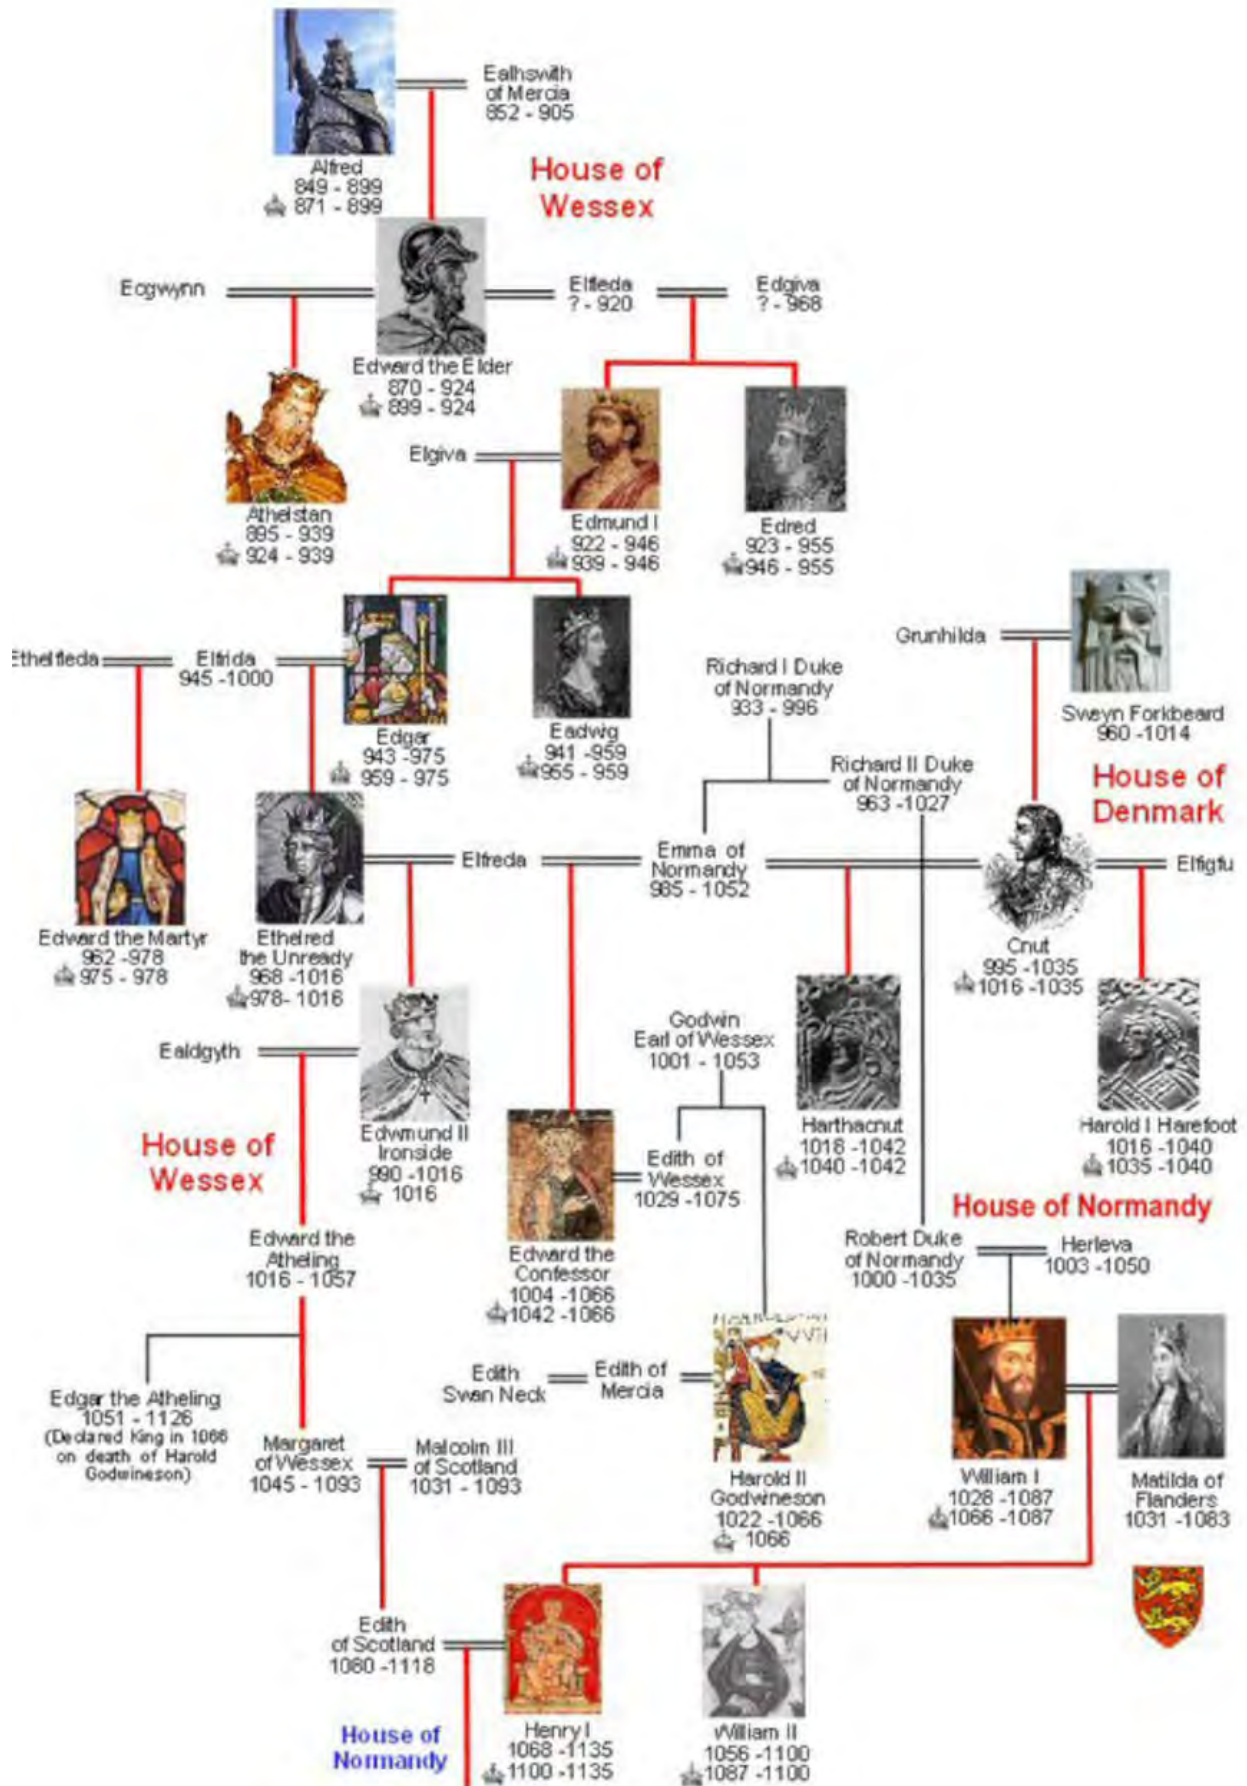 Ealhswith
of Mercia
852 - 905
Alfred
849 - 899
871 - 899
House of
Wessex
Ecgwynn
Elfleda
? - 920
Edgiva
? - 968
Edward the Elder
870 - 924
899 - 924
Elgiva
Athelstan
895 - 939
924 - 939
Edmund I
922 - 946
939 - 946
Edred
923 - 955
946 - 955
Ethelfleda
Elfrida
945 -1000
Edgar
943 -975
959 - 975
Eadwig
941 -959
955 - 959
Richard I Duke
of Normandy
933 - 996
Grunhilda
Sweyn Forkbeard
960 -1014
Richard II Duke
of Normandy
963 -1027
House of
Denmark
Elfreda
Emma of
Normandy
985 - 1052
Elfigfu
Edward the Martyr
962 -978
975 - 978
Ethelred
the Unready
968 -1016
978- 1016
Cnut
995 -1035
1016 -1035
Ealdgyth
Godwin
Earl of Wessex
1001 - 1053
House of
Wessex
Edwmund II
Ironside
990 -1016
1016
Edith of
Wessex
1029 -1075
Harthacnut
1018 -1042
1040 -1042
Harold I Harefoot
1016 -1040
1035 -1040
House of Normandy
Edward the
Atheling
1016 - 1057
Edward the
Confessor
1004 -1066
1042 -1066
Robert Duke
of Normandy
1000 -1035
Herleva
1003 -1050
Edgar the Atheling
1051 - 1126
(Declared King in 1066
on death of Harold
Godwineson)
Edith
Swan Neck
Edith of
Mercia
Margaret
of Wessex
1045 -1093
Malcolm III
of Scotland
1031 - 1093
Harold II
Godwineson
1022 -1066
1066
William I
1028 -1087
1066 -1087
Matilda of
Flanders
1031 -1083
Edith
of Scotland
1080 -1118
House of
Normandy
Henry I
1068 -1135
1100 -1135
William II
1056 -1100
1087 -1100